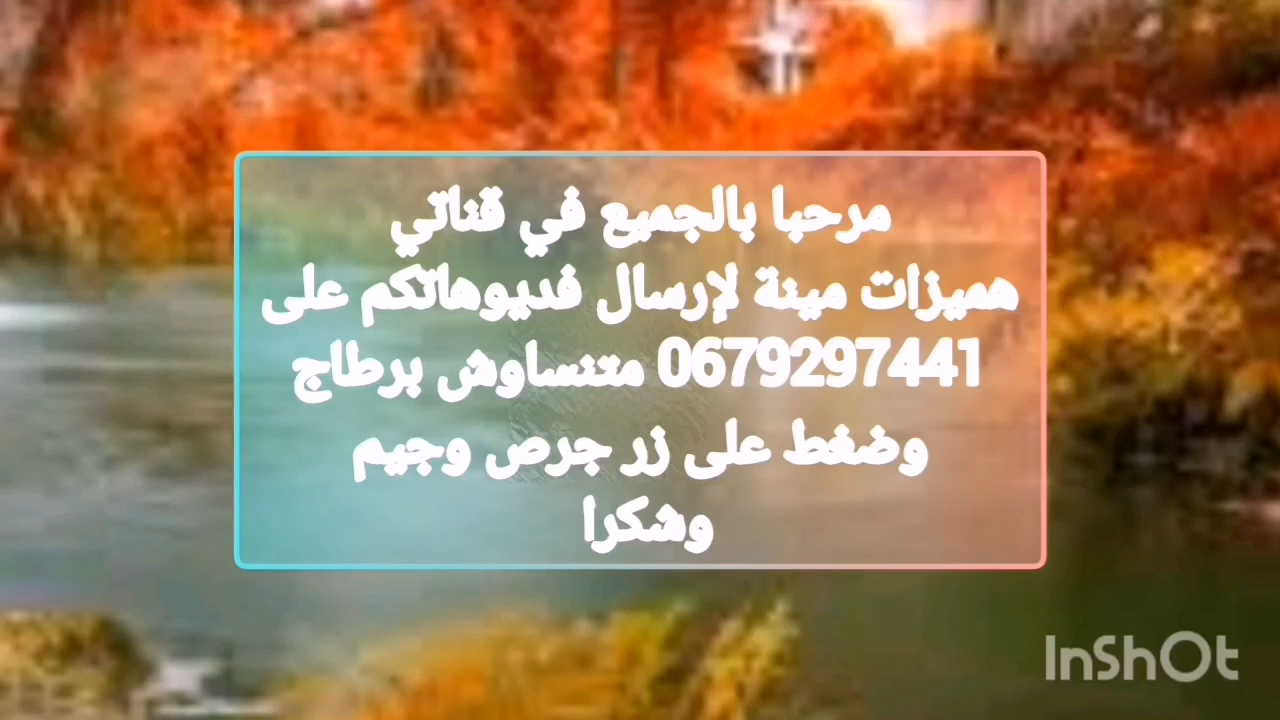 مرحبا بالجميع في قناتي
هميزات مينة لإرسال فديوهاتكم على
0679297441 متنساوش برطاج
وضغط على زر جرص وجيم
وشكرا
InShOt